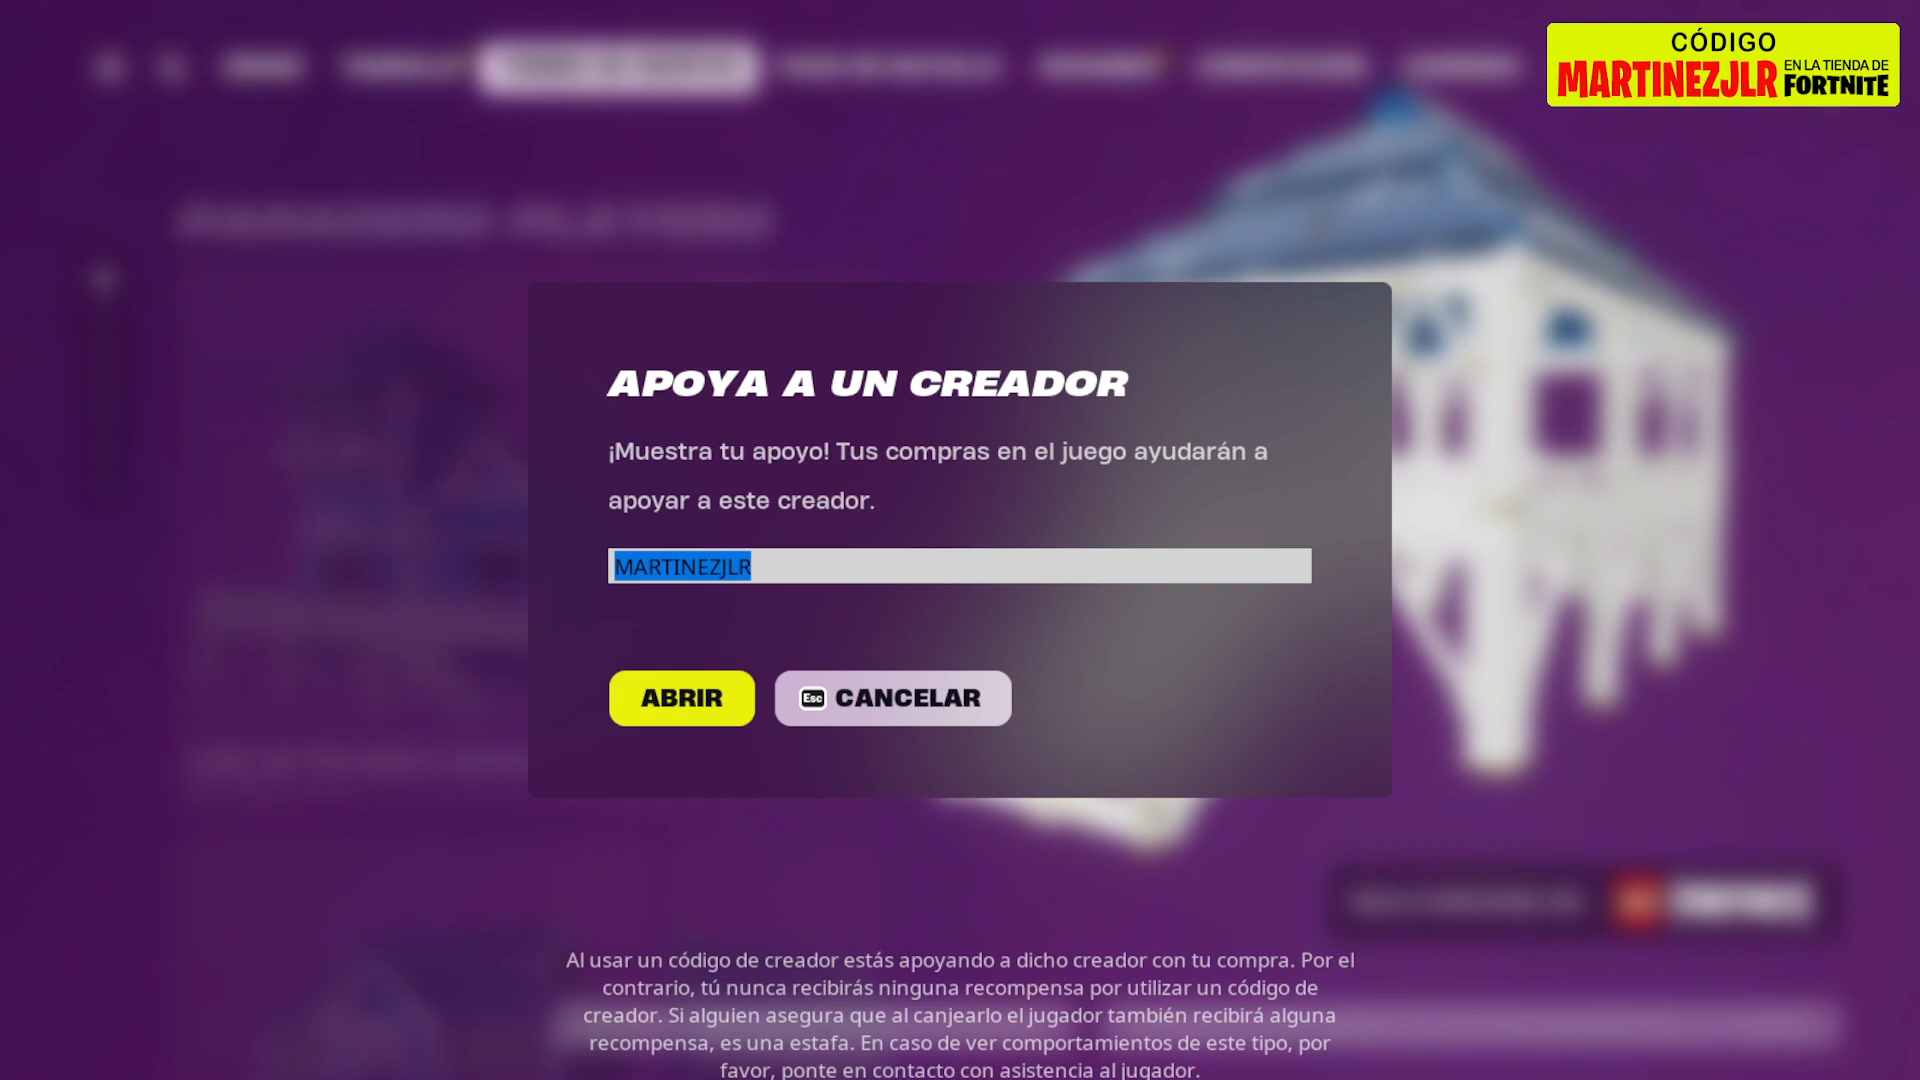 CÓDIGO
MARTINEZJLR EN LA TIENDA DE FORTNITE
APOYA A UN CREADOR
¡Muestra tu apoyo! Tus compras en el juego ayudarán a
apoyar a este creador.
MARTINEZJLR
ABRIR
Esc CANCELAR
Al usar un código de creador estás apoyando a dicho creador con tu compra. Por el
contrario, tú nunca recibirás ninguna recompensa por utilizar un código de
creador. Si alguien asegura que al canjearlo el jugador también recibirá alguna
recompensa, es una estafa. En caso de ver comportamientos de este tipo, por
favor, ponte en contacto con asistencia al jugador.